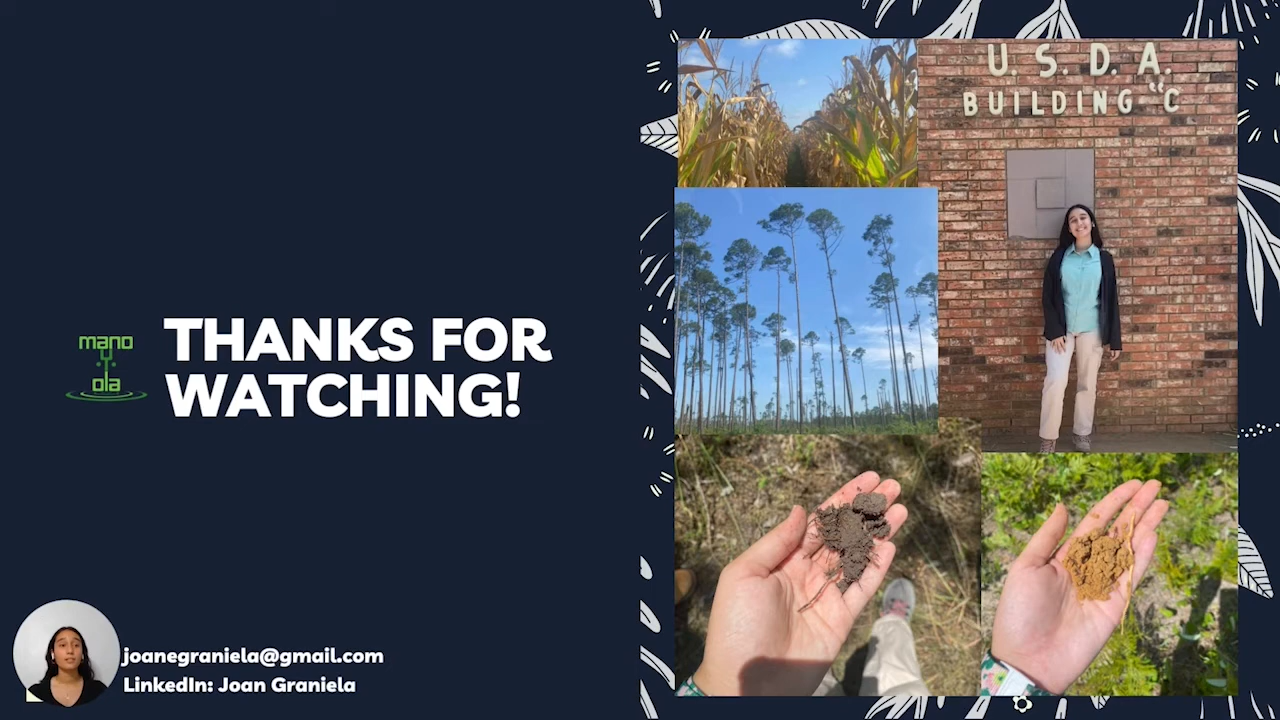 mano
y
ola
THANKS FOR
WATCHING!
joanegraniela@gmail.com
LinkedIn: Joan Graniela
U. S. D. A.
BUILDING "C